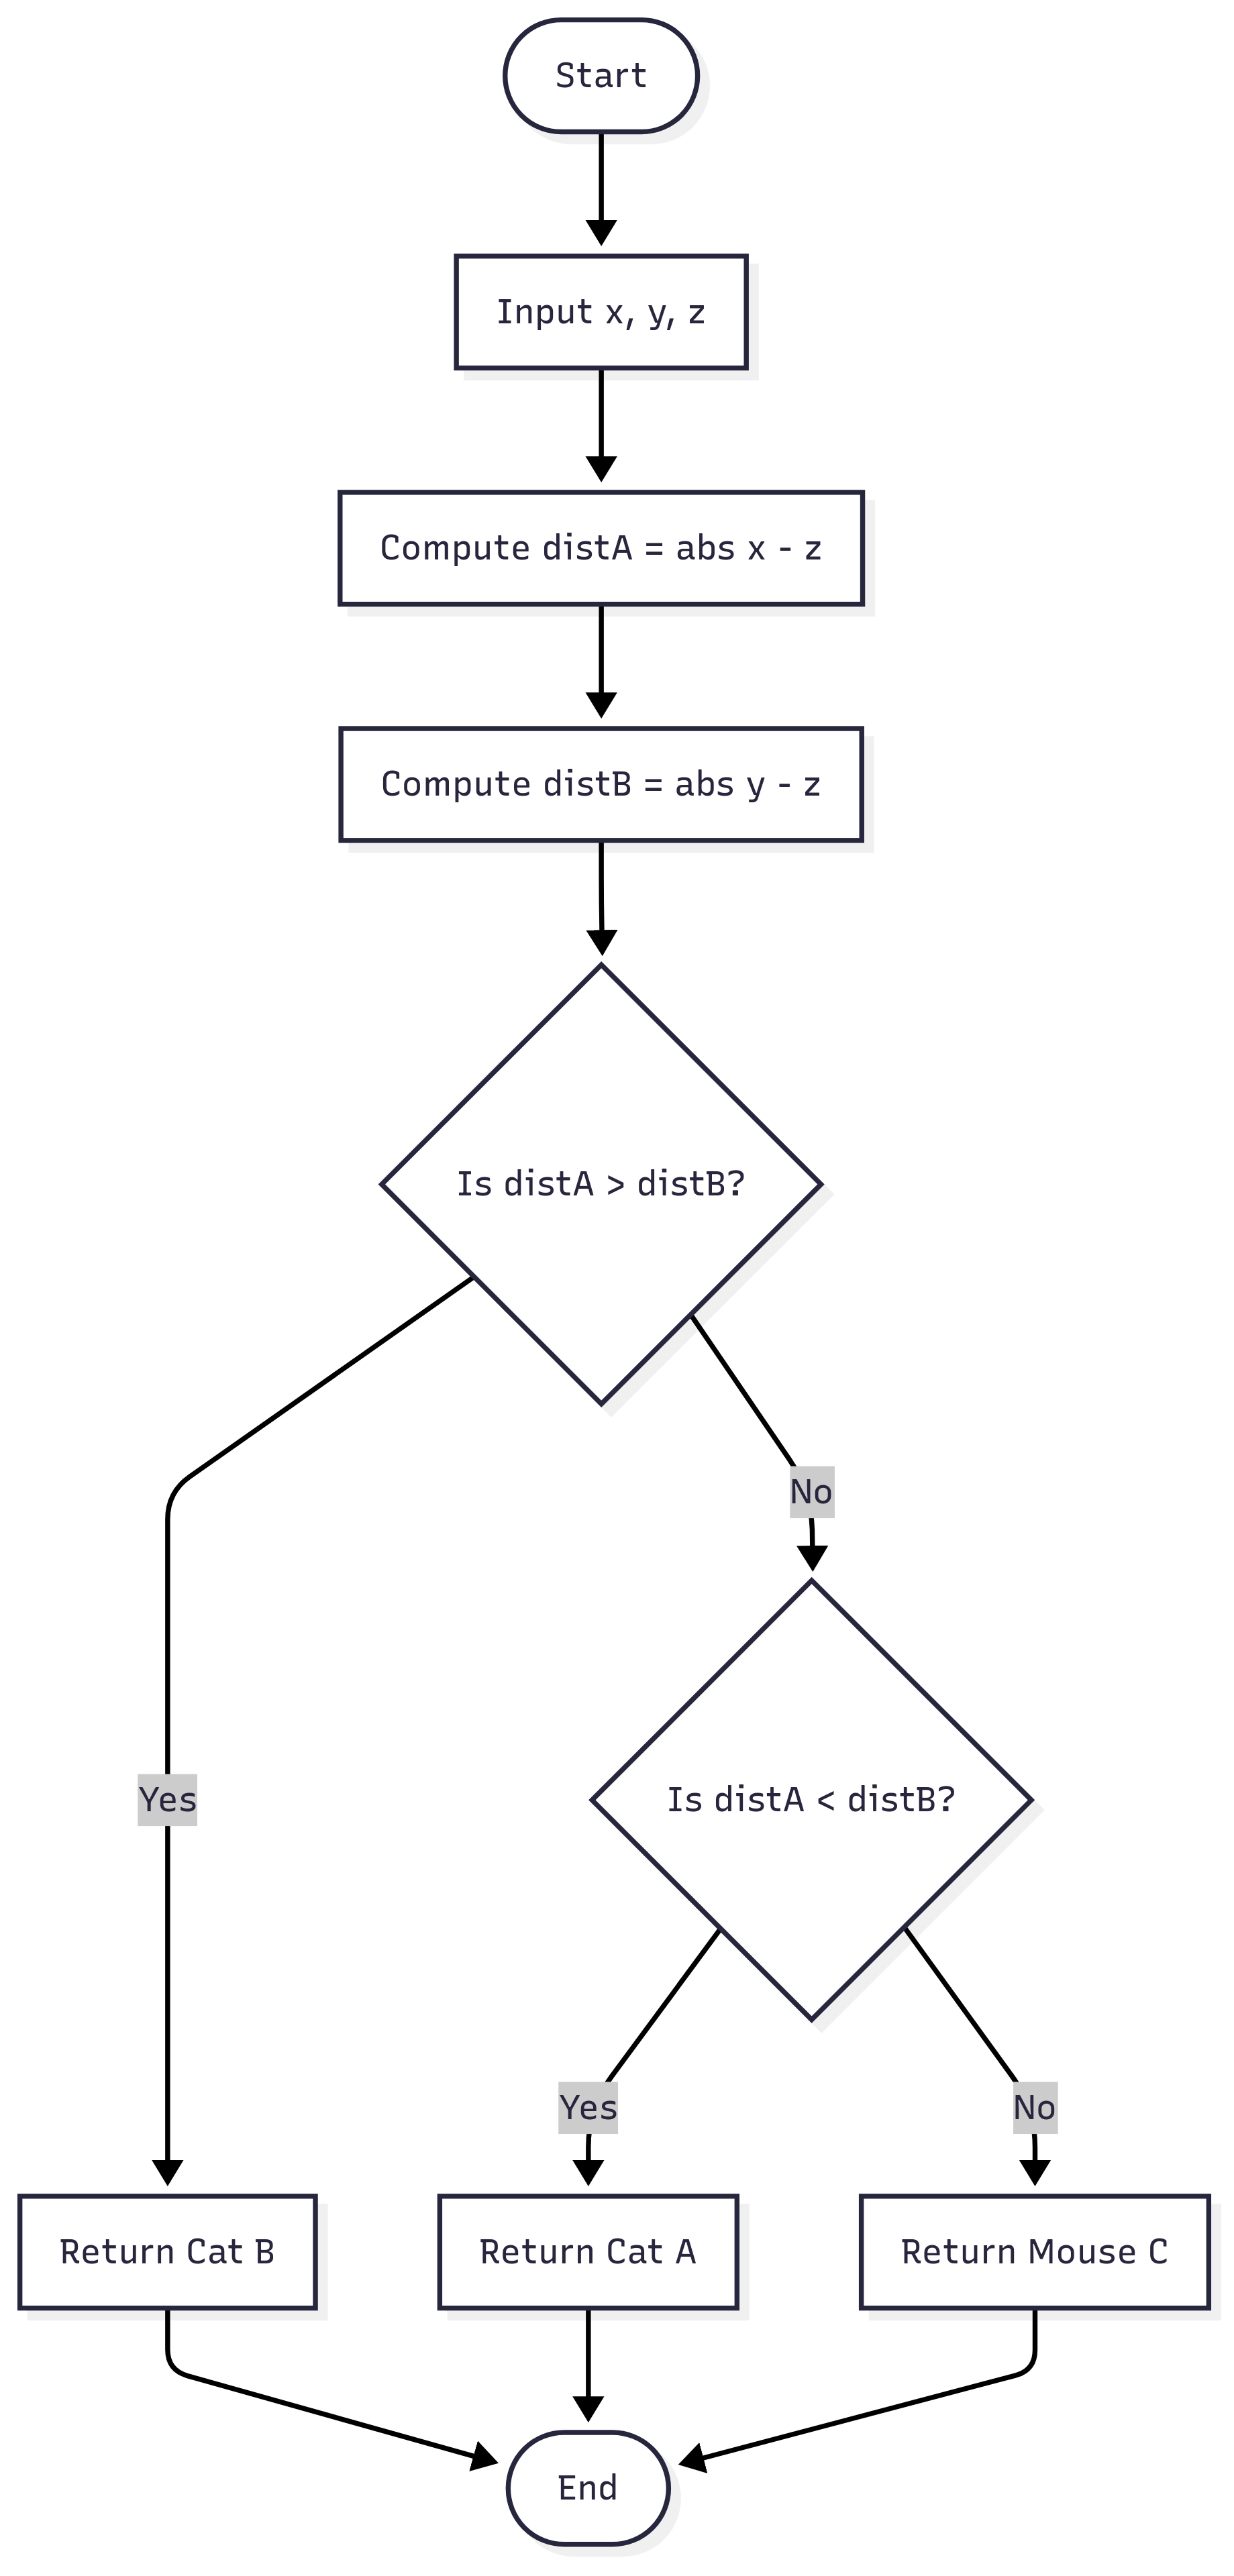 Start
Input x, y, z
Compute distA = abs x - z
Compute distB = abs y - z
Is distA > distB?
No
Yes
Is distA < distB?
Yes
No
Return Cat B
Return Cat A
Return Mouse C
End